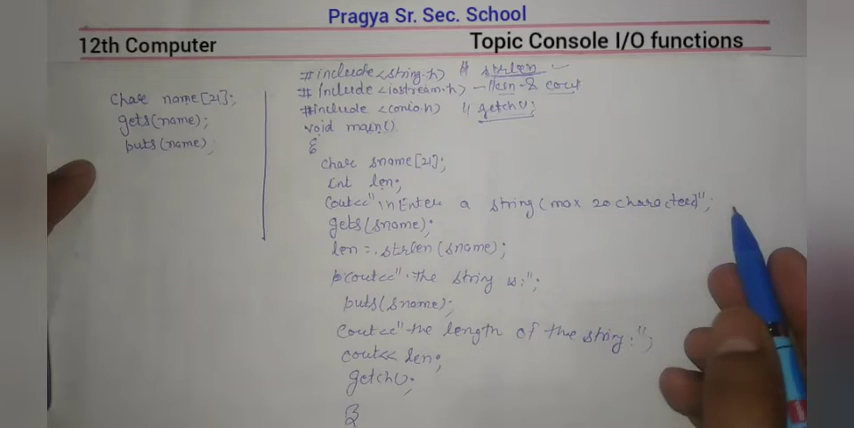 Pragya Sr. Sec. School
12th Computer
Topic Console I/O functions
char name[21];
gets(name);
puts(name);
#include<string.h> // strlen
# include<iostream.h> – // cin & cout
#include<conio.h> // getch();
void main()
{
char sname[21];
int len;
cout<<"\n Enter a string (max 20 characters)";
gets(sname);
len = strlen(sname);
cout<<"the string is:";
puts(sname);
cout<<"the length of the string:";
cout<< len;
getch();
}